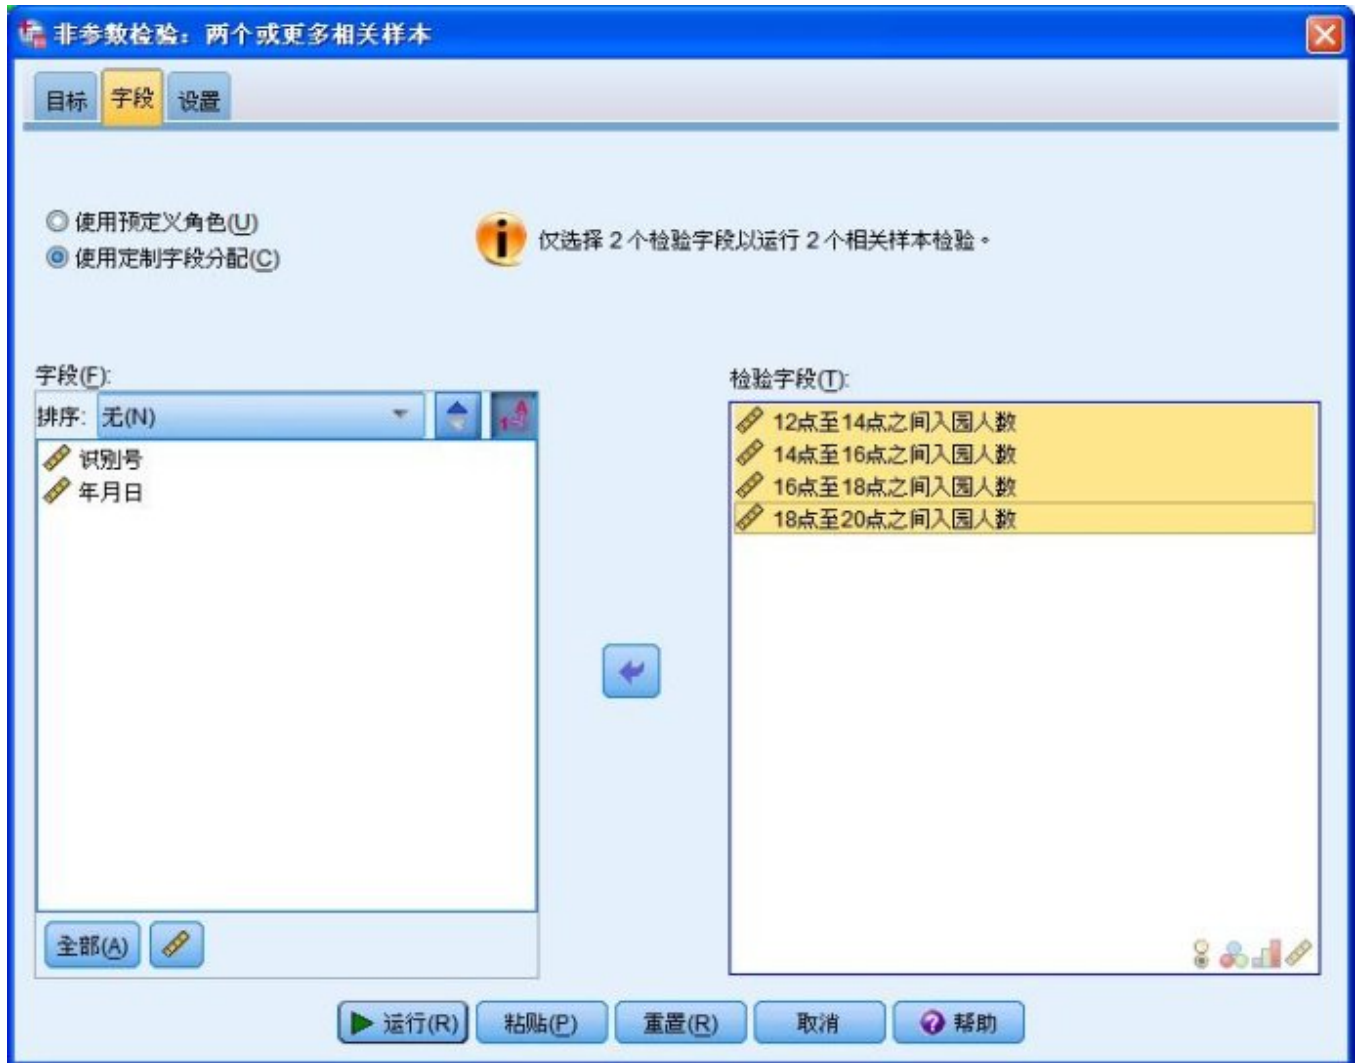 非参数检验：两个或更多相关样本
目标 字段 设置
使用预定义角色(U)
使用定制字段分配(C)
仅选择 2 个检验字段以运行 2 个相关样本检验。
字段(F):
排序: 无(N)
识别号
年月日
全部(A)
检验字段(T):
12点至14点之间入园人数
14点至16点之间入园人数
16点至18点之间入园人数
18点至20点之间入园人数
运行(R) 粘贴(P) 重置(R) 取消 帮助